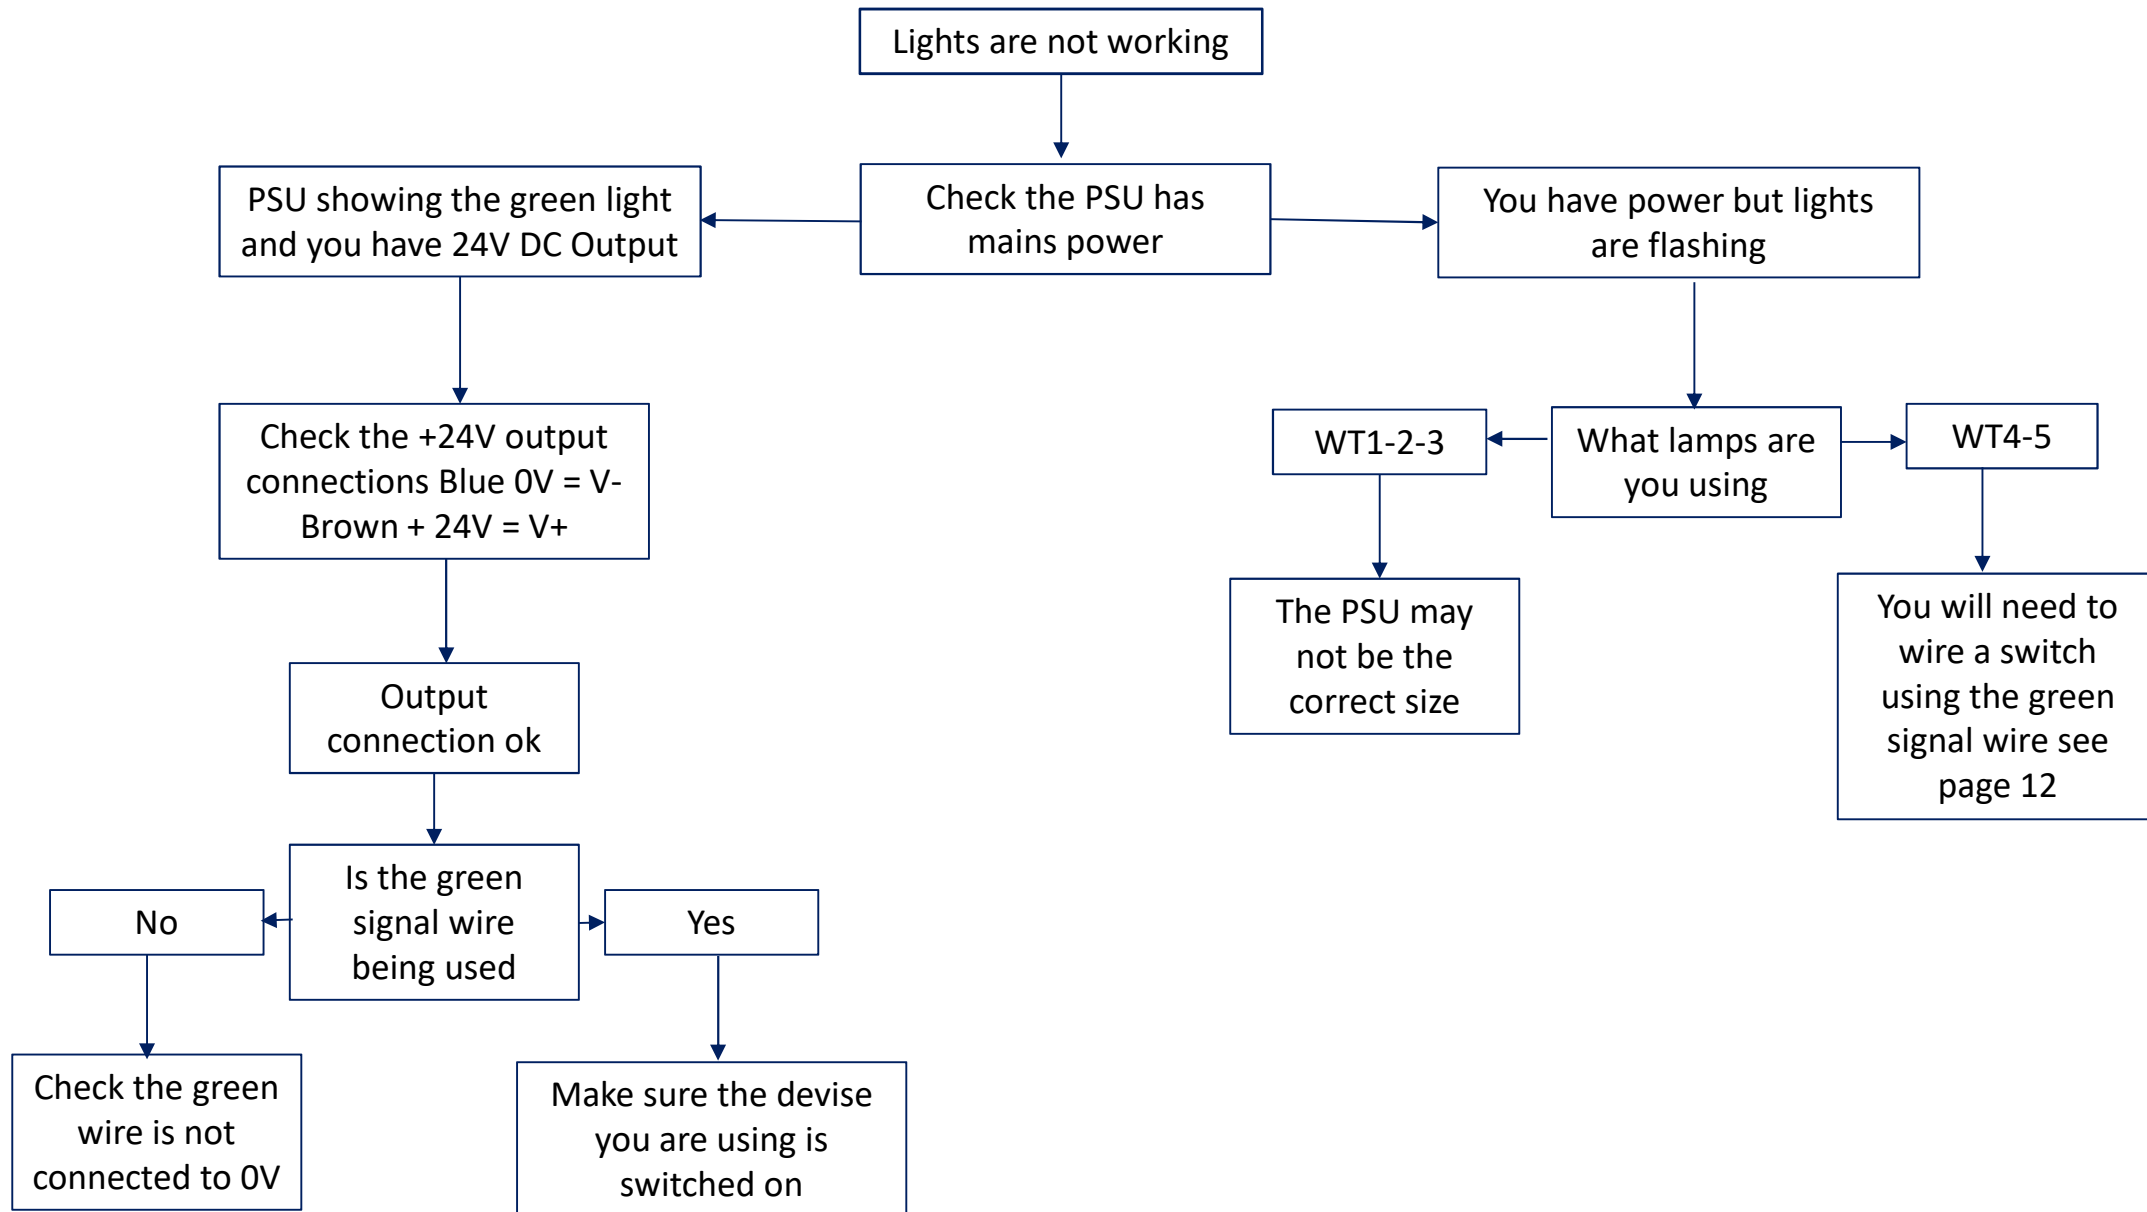 Lights are not working
PSU showing the green light
and you have 24V DC Output
Check the PSU has
mains power
You have power but lights
are flashing
Check the +24V output
connections Blue 0V = V-
Brown + 24V = V+
WT1-2-3
What lamps are
you using
WT4-5
The PSU may
not be the
correct size
You will need to
wire a switch
using the green
signal wire see
page 12
Output
connection ok
Is the green
signal wire
being used
No
Yes
Check the green
wire is not
connected to 0V
Make sure the devise
you are using is
switched on